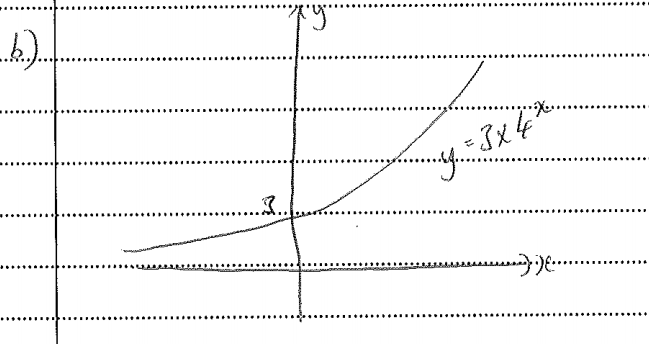 b)
y
y = 3 x 4^x
3
x